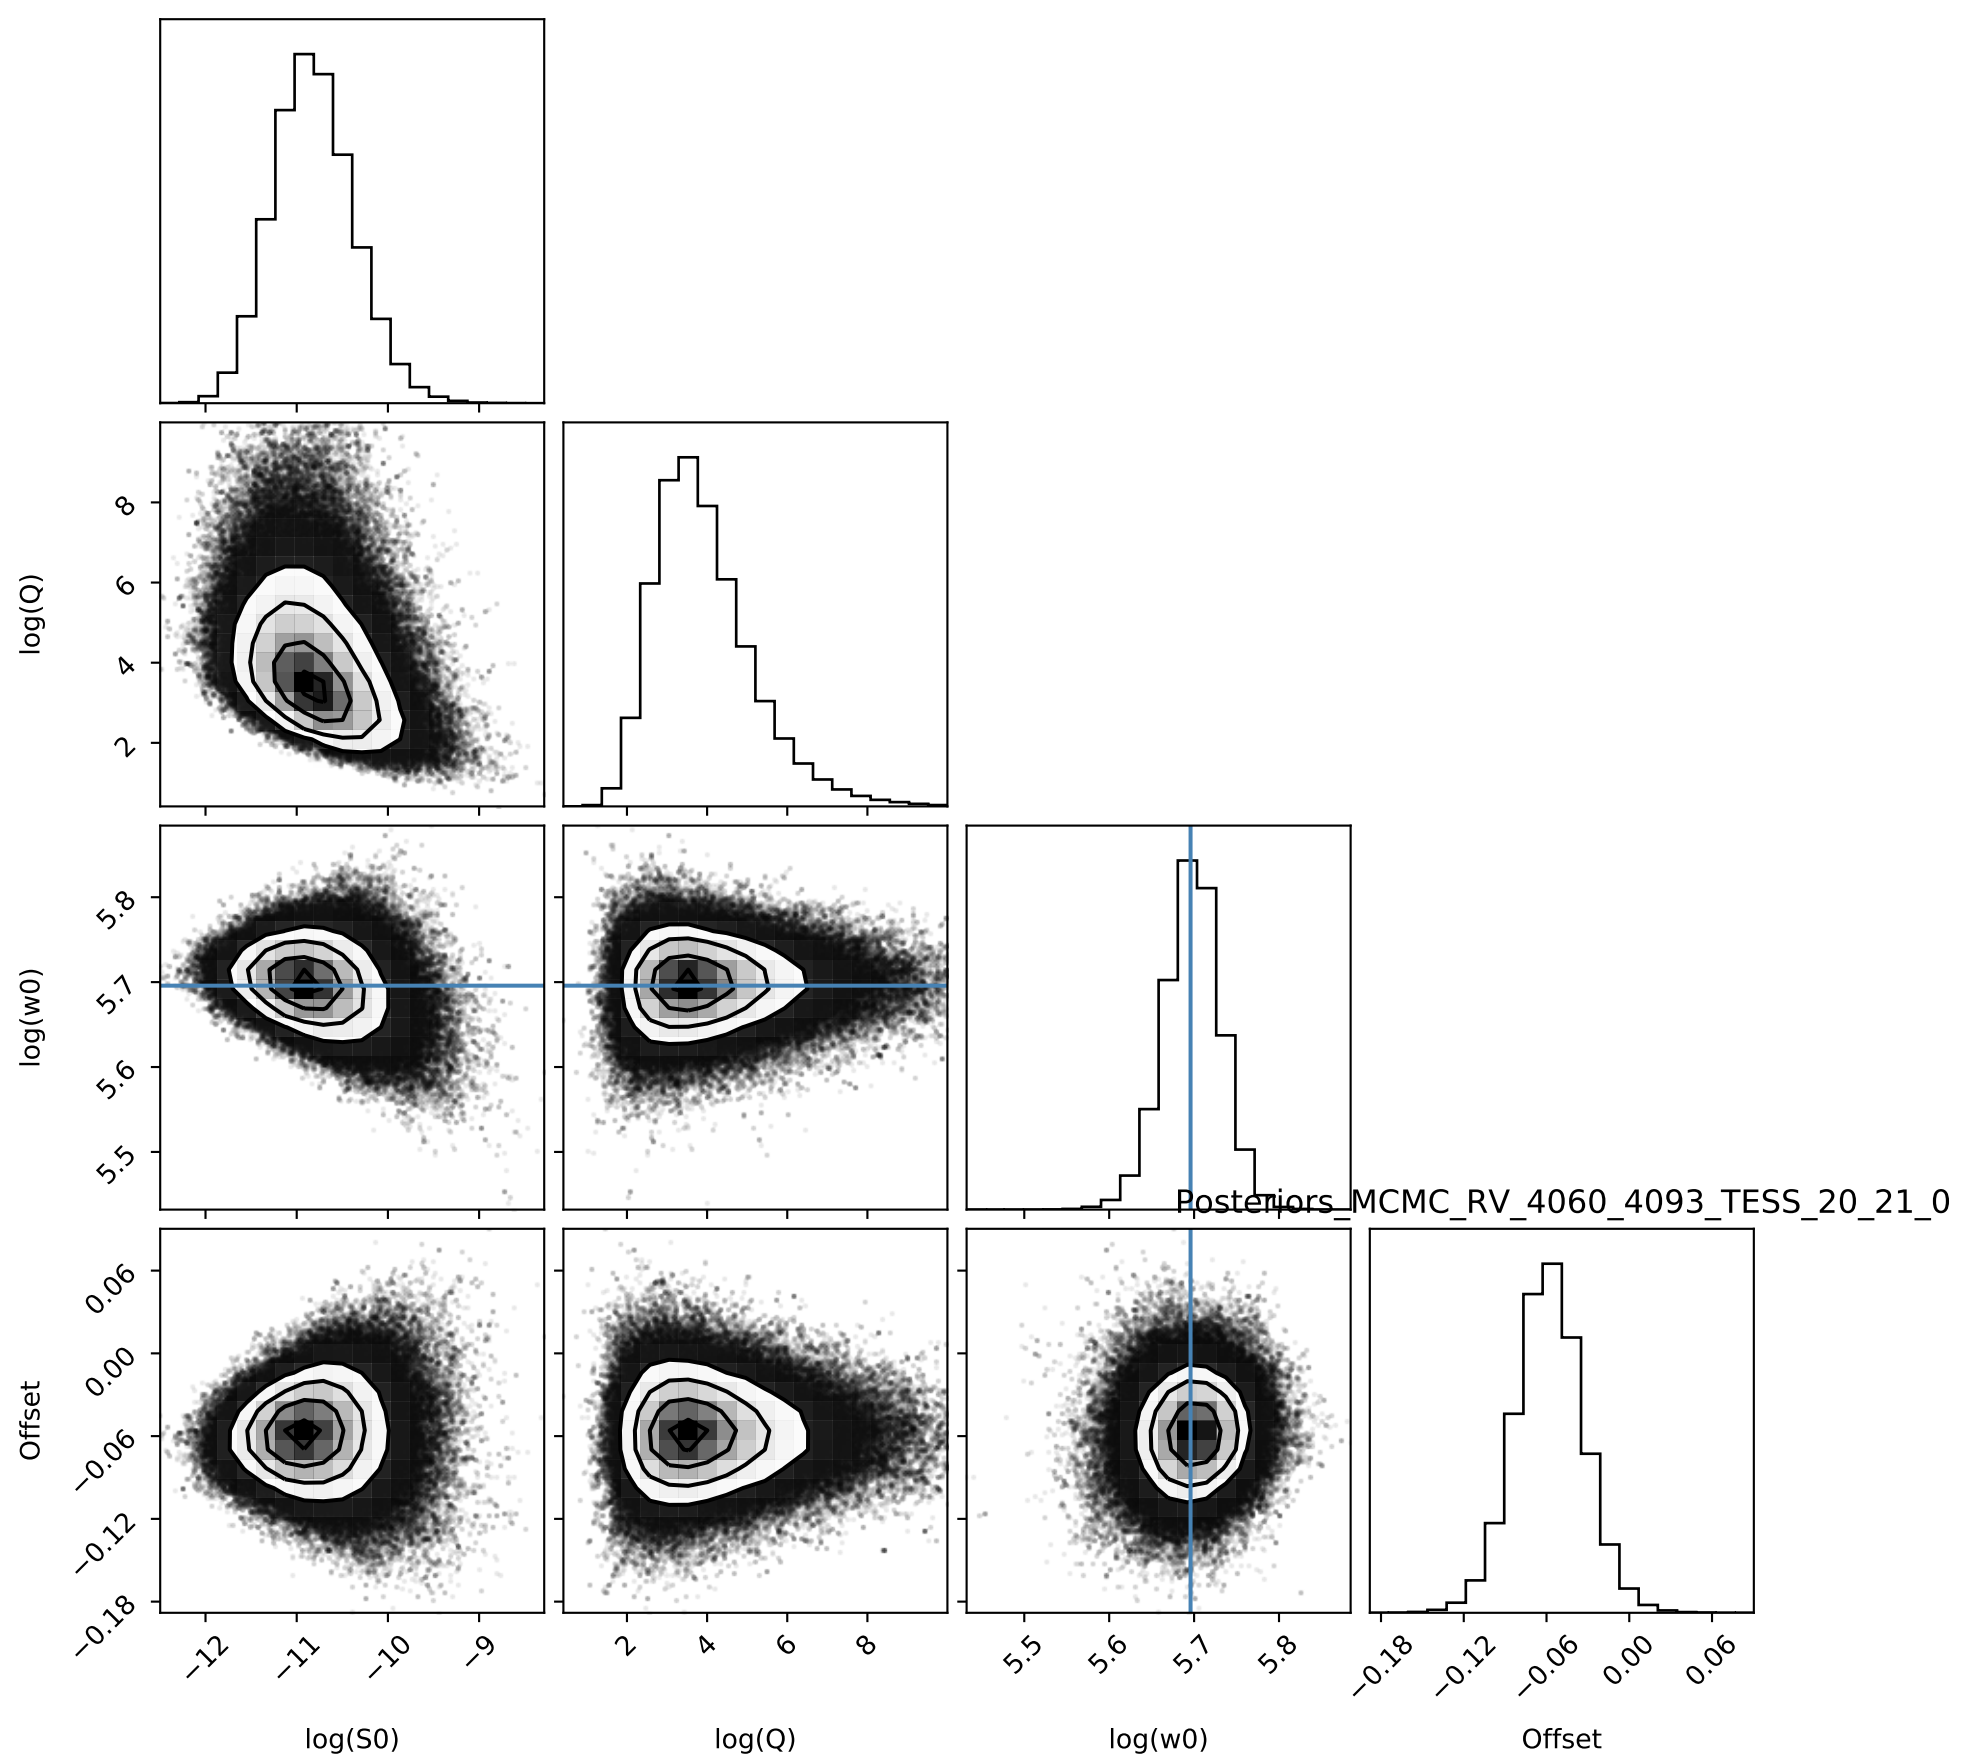 8
6
4
2
log(Q)
5.8
5.7
5.6
5.5
log(w0)
Posteriors_MCMC_RV_4060_4093_TESS_20_21_0
0.06
0.00
−0.06
−0.12
−0.18
Offset
−12 −11 −10 −9
2 4 6 8
5.5 5.6 5.7 5.8
−0.18 −0.12 −0.06 0.00 0.06
log(S0) log(Q) log(w0) Offset